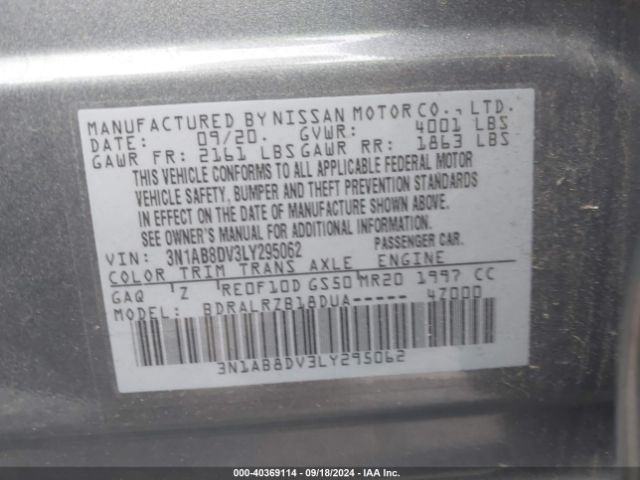 MANUFACTURED BY NISSAN MOTOR CO., LTD.
DATE: 09/20. GVWR: 4001 LBS
GAWR FR: 2161 LBS GAWR RR: 1863 LBS
THIS VEHICLE CONFORMS TO ALL APPLICABLE FEDERAL MOTOR
VEHICLE SAFETY, BUMPER AND THEFT PREVENTION STANDARDS
IN EFFECT ON THE DATE OF MANUFACTURE SHOWN ABOVE.
SEE OWNER'S MANUAL FOR ADDITIONAL INFORMATION.
VIN: 3N1AB8DV3LY295062 PASSENGER CAR.
COLOR TRIM TRANS AXLE ENGINE
GAQ Z RE0F10D GS50 MR20 1997 CC
MODEL: BDRALRZB18DUA----- 4Z000
3N1AB8DV3LY295062
000-40369114 - 09/18/2024 - IAA Inc.